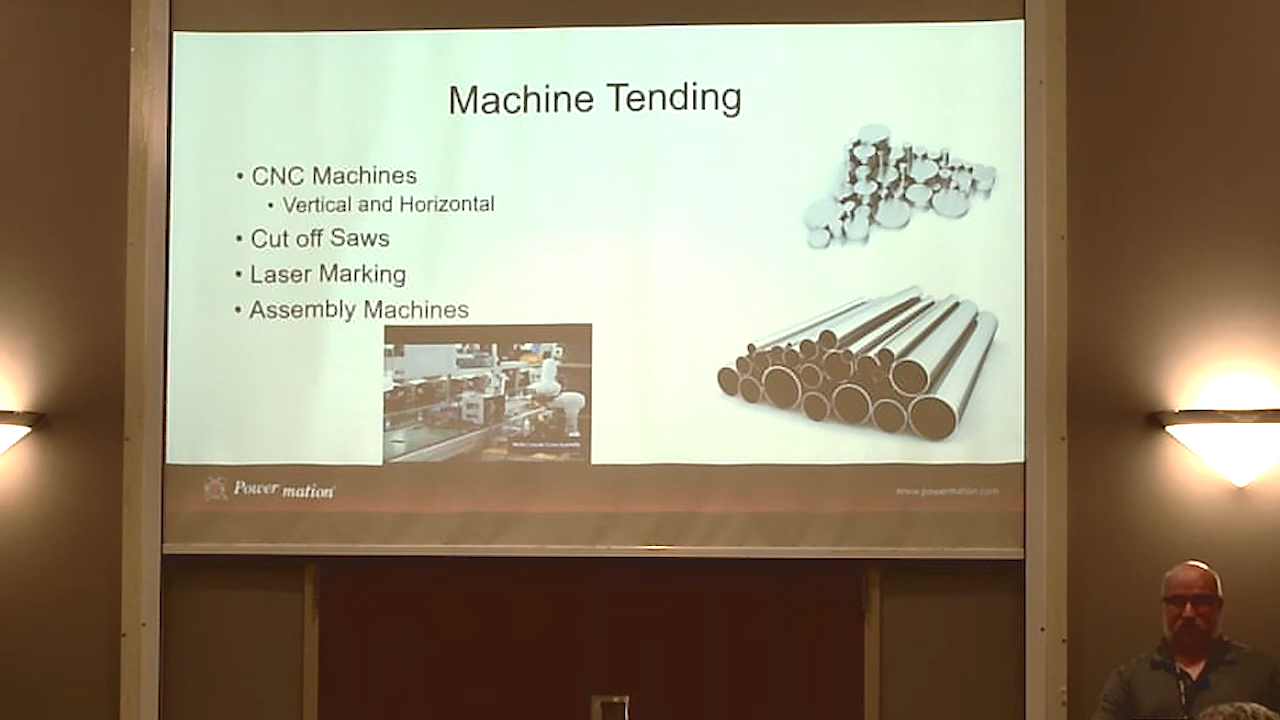 Machine Tending
• CNC Machines
• Vertical and Horizontal
• Cut off Saws
• Laser Marking
• Assembly Machines
Power mation
www.powermation.com